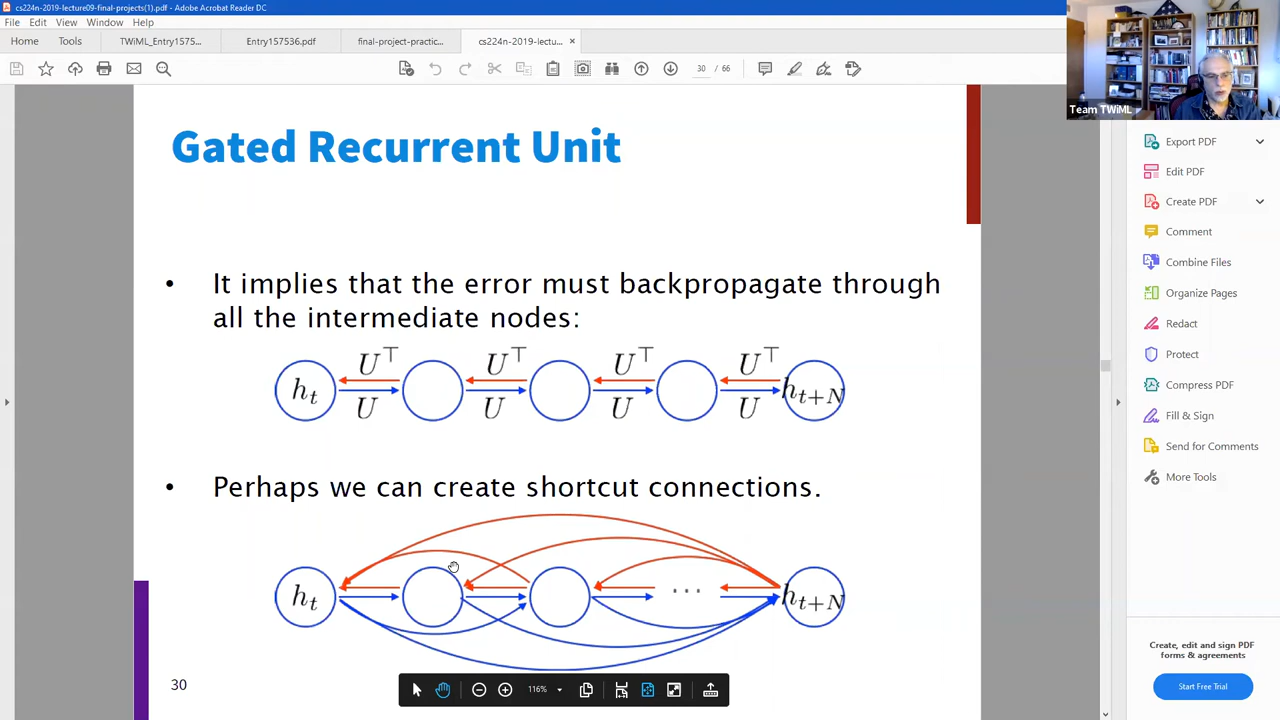 cs224n-2019-lecture09-final-projects(1).pdf - Adobe Acrobat Reader DC
File Edit View Window Help
Home Tools TWiML_Entry1575... Entry157536.pdf final-project-practic... cs224n-2019-lectu... ×
30 / 66
Team TWiML
Gated Recurrent Unit
• It implies that the error must backpropagate through
all the intermediate nodes:
U⊤ U⊤ U⊤ U⊤
h_t h_{t+N}
U U U U
• Perhaps we can create shortcut connections.
h_t ... h_{t+N}
30
116%
Export PDF
Edit PDF
Create PDF
Comment
Combine Files
Organize Pages
Redact
Protect
Compress PDF
Fill & Sign
Send for Comments
More Tools
Create, edit and sign PDF
forms & agreements
Start Free Trial